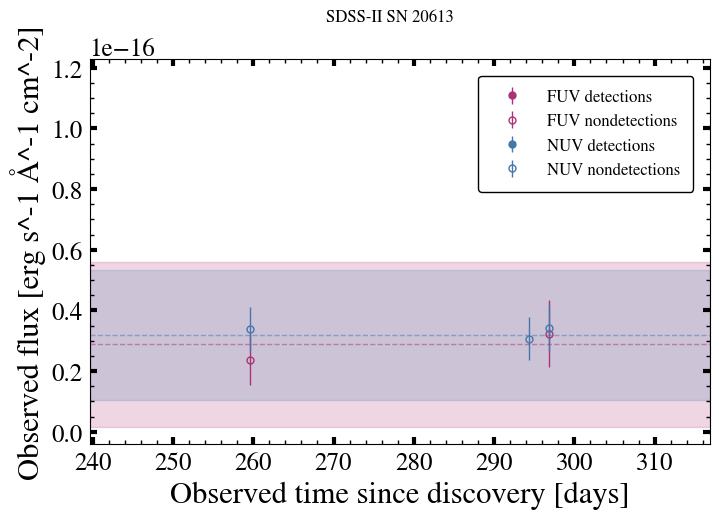 SDSS-II SN 20613
1e−16
Observed flux [erg s^-1 Å^-1 cm^-2]
1.2
1.0
0.8
0.6
0.4
0.2
0.0
FUV detections
FUV nondetections
NUV detections
NUV nondetections
240 250 260 270 280 290 300 310
Observed time since discovery [days]